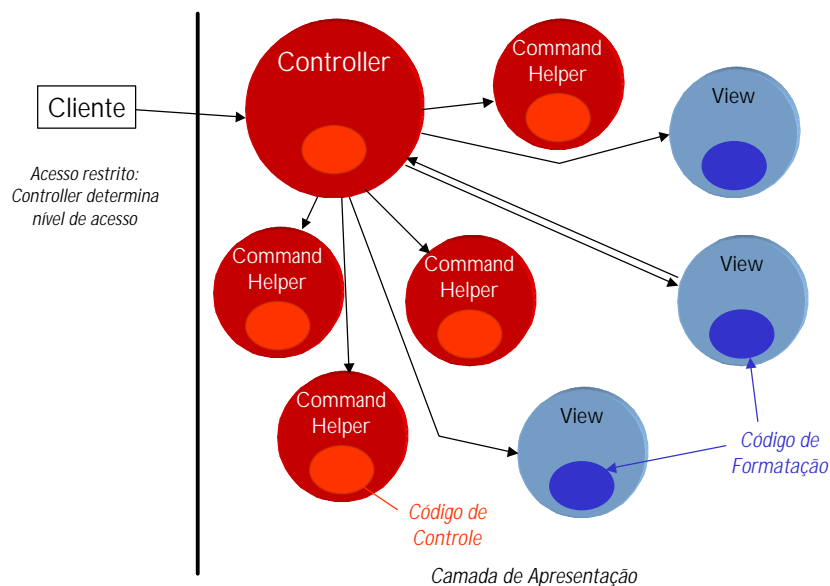 Controller
Command
Helper
View
Cliente
Acesso restrito:
Controller determina
nível de acesso
Command
Helper
Command
Helper
View
Command
Helper
View
Código de
Formatação
Código de
Controle
Camada de Apresentação